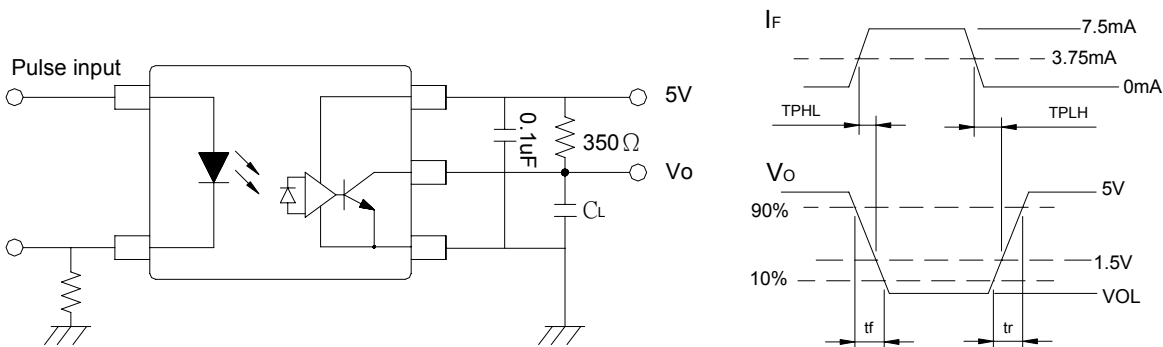 Pulse input
5V
0.1uF
350Ω
Vo
CL
IF
7.5mA
3.75mA
0mA
TPHL
TPLH
VO
5V
90%
1.5V
10%
VOL
tf
tr